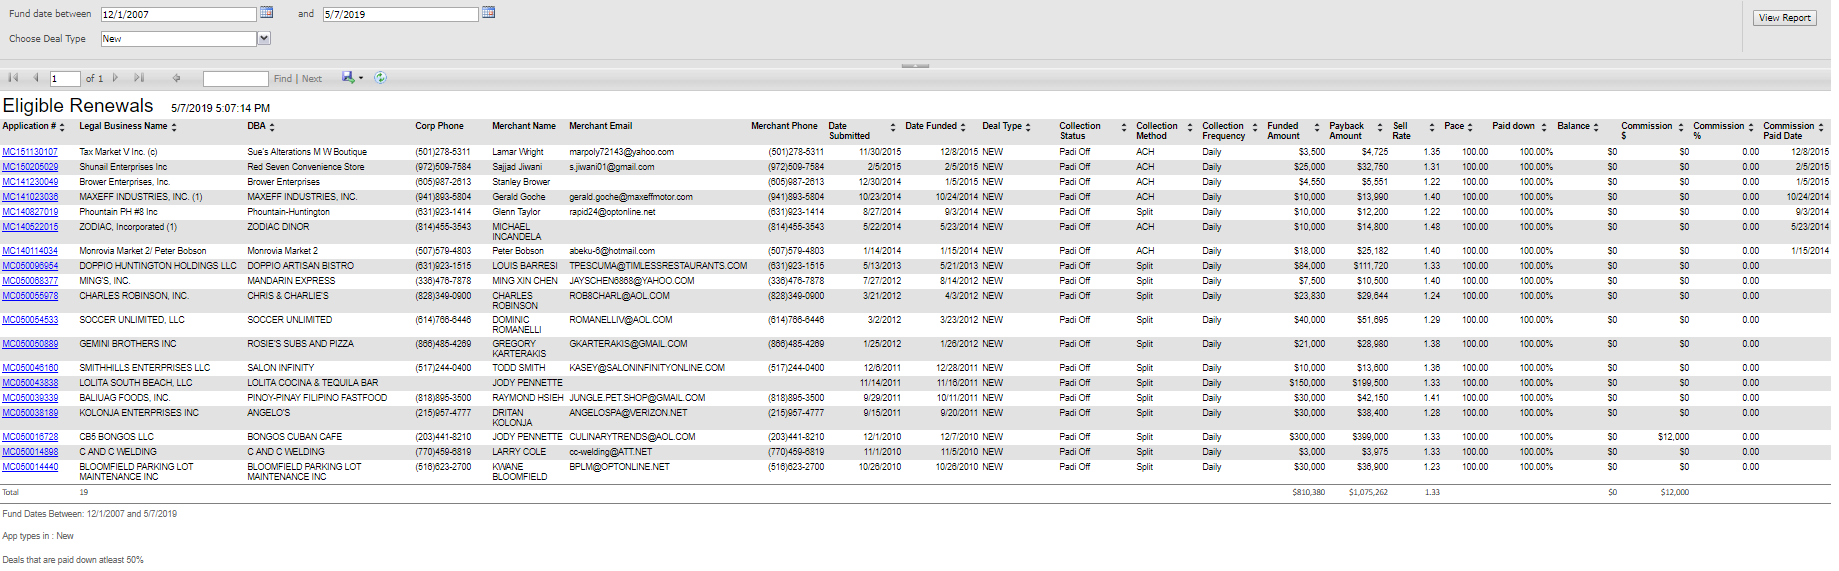 Fund date between 12/1/2007 and 5/7/2019 View Report
Choose Deal Type New
1 of 1 Find | Next
Eligible Renewals 5/7/2019 5:07:14 PM
Application # Legal Business Name DBA Corp Phone Merchant Name Merchant Email Merchant Phone Date Submitted Date Funded Deal Type Collection Status Collection Method Collection Frequency Funded Amount Payback Amount Sell Rate Pace Paid down Balance Commission $ Commission % Commission Paid Date
MC151130107 Tax Market V Inc. (c) Sue's Alterations M W Boutique (501)278-5311 Lamar Wright marpoly72143@yahoo.com (501)278-5311 11/30/2015 12/8/2015 NEW Padi Off ACH Daily $3,500 $4,725 1.35 100.00 100.00% $0 $0 0.00 12/8/2015
MC150205029 Shunail Enterprises Inc Red Seven Convenience Store (972)509-7584 Sajjad Jiwani s.jiwani01@gmail.com (972)509-7584 2/5/2015 2/5/2015 NEW Padi Off ACH Daily $25,000 $32,750 1.31 100.00 100.00% $0 $0 0.00 2/5/2015
MC141230049 Brower Enterprises, Inc. Brower Enterprises (605)987-2613 Stanley Brower (605)987-2613 12/30/2014 1/5/2015 NEW Padi Off ACH Daily $4,550 $5,551 1.22 100.00 100.00% $0 $0 0.00 1/5/2015
MC141023036 MAXEFF INDUSTRIES, INC. (1) MAXEFF INDUSTRIES, INC. (941)893-5804 Gerald Goche gerald.goche@maxeffmotor.com (941)893-5804 10/23/2014 10/24/2014 NEW Padi Off ACH Daily $10,000 $13,990 1.40 100.00 100.00% $0 $0 0.00 10/24/2014
MC140827019 Phountain PH #8 Inc Phountain-Huntington (631)923-1414 Glenn Taylor rapid24@optonline.net (631)923-1414 8/27/2014 9/3/2014 NEW Padi Off Split Daily $10,000 $12,200 1.22 100.00 100.00% $0 $0 0.00 9/3/2014
MC140522015 ZODIAC, Incorporated (1) ZODIAC DINOR (814)455-3543 MICHAEL INCANDELA (814)455-3543 5/22/2014 5/23/2014 NEW Padi Off ACH Daily $10,000 $14,800 1.48 100.00 100.00% $0 $0 0.00 5/23/2014
MC140114034 Monrovia Market 2/ Peter Bobson Monrovia Market 2 (507)579-4803 Peter Bobson abeku-6@hotmail.com (507)579-4803 1/14/2014 1/15/2014 NEW Padi Off ACH Daily $18,000 $25,182 1.40 100.00 100.00% $0 $0 0.00 1/15/2014
MC050096954 DOPPIO HUNTINGTON HOLDINGS LLC DOPPIO ARTISAN BISTRO (631)923-1515 LOUIS BARRESI TPESCUMA@TIMLESSRESTAURANTS.COM (631)923-1515 5/13/2013 5/21/2013 NEW Padi Off Split Daily $84,000 $111,720 1.33 100.00 100.00% $0 $0 0.00
MC050068377 MING'S, INC. MANDARIN EXPRESS (336)476-7878 MING XIN CHEN JAYSCHEN6868@YAHOO.COM (336)476-7878 7/27/2012 8/14/2012 NEW Padi Off Split Daily $7,500 $10,500 1.40 100.00 100.00% $0 $0 0.00
MC050055978 CHARLES ROBINSON, INC. CHRIS & CHARLIE'S (828)349-0900 CHARLES ROBINSON ROB8CHARL@AOL.COM (828)349-0900 3/21/2012 4/3/2012 NEW Padi Off Split Daily $23,830 $29,644 1.24 100.00 100.00% $0 $0 0.00
MC050054533 SOCCER UNLIMITED, LLC SOCCER UNLIMITED (614)766-6446 DOMINIC ROMANELLI ROMANELLIV@AOL.COM (614)766-6446 3/2/2012 3/23/2012 NEW Padi Off Split Daily $40,000 $51,695 1.29 100.00 100.00% $0 $0 0.00
MC050050889 GEMINI BROTHERS INC ROSIE'S SUBS AND PIZZA (866)485-4269 GREGORY KARTERAKIS GKARTERAKIS@GMAIL.COM (866)485-4269 1/25/2012 1/26/2012 NEW Padi Off Split Daily $21,000 $28,980 1.38 100.00 100.00% $0 $0 0.00
MC050046160 SMITHHILLS ENTERPRISES LLC SALON INFINITY (517)244-0400 TODD SMITH KASEY@SALONINFINITYONLINE.COM (517)244-0400 12/6/2011 12/28/2011 NEW Padi Off Split Daily $10,000 $13,600 1.36 100.00 100.00% $0 $0 0.00
MC050043838 LOLITA SOUTH BEACH, LLC LOLITA COCINA & TEQUILA BAR JODY PENNETTE 11/14/2011 11/16/2011 NEW Padi Off Split Daily $150,000 $199,500 1.33 100.00 100.00% $0 $0 0.00
MC050039339 BALIUAG FOODS, INC. PINOY-PINAY FILIPINO FASTFOOD (818)895-3500 RAYMOND HSIEH JUNGLE.PET.SHOP@GMAIL.COM (818)895-3500 9/29/2011 10/11/2011 NEW Padi Off Split Daily $30,000 $42,150 1.41 100.00 100.00% $0 $0 0.00
MC050038189 KOLONJA ENTERPRISES INC ANGELO'S (215)957-4777 DRITAN KOLONJA ANGELOSPA@VERIZON.NET (215)957-4777 9/15/2011 9/20/2011 NEW Padi Off Split Daily $30,000 $38,400 1.28 100.00 100.00% $0 $0 0.00
MC050016728 CB5 BONGOS LLC BONGOS CUBAN CAFE (203)441-8210 JODY PENNETTE CULINARYTRENDS@AOL.COM (203)441-8210 12/1/2010 12/7/2010 NEW Padi Off Split Daily $300,000 $399,000 1.33 100.00 100.00% $0 $12,000 0.00
MC050014898 C AND C WELDING C AND C WELDING (770)459-6819 LARRY COLE cc-welding@ATT.NET (770)459-6819 11/1/2010 11/5/2010 NEW Padi Off Split Daily $3,000 $3,975 1.33 100.00 100.00% $0 $0 0.00
MC050014440 BLOOMFIELD PARKING LOT MAINTENANCE INC BLOOMFIELD PARKING LOT MAINTENANCE INC (516)623-2700 KWANE BLOOMFIELD BPLM@OPTONLINE.NET (516)623-2700 10/26/2010 10/26/2010 NEW Padi Off Split Daily $30,000 $36,900 1.23 100.00 100.00% $0 $0 0.00
Total 19 $810,380 $1,075,262 1.33 $0 $12,000
Fund Dates Between: 12/1/2007 and 5/7/2019
App types in : New
Deals that are paid down atleast 50%